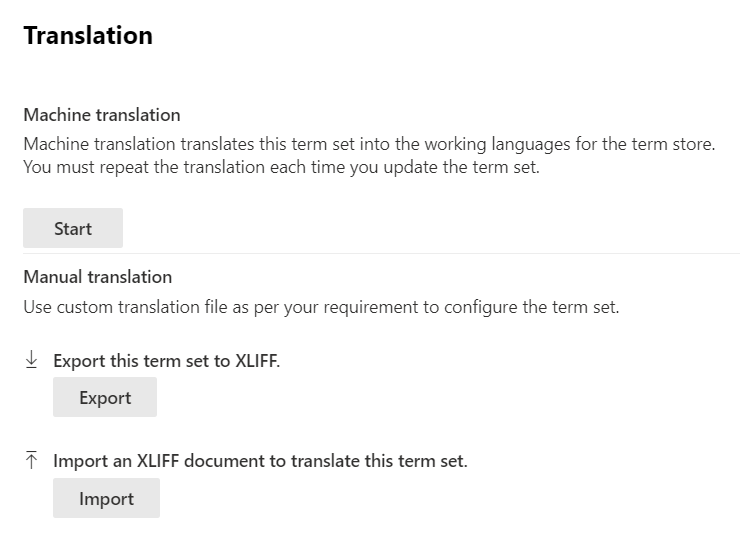 Translation
Machine translation
Machine translation translates this term set into the working languages for the term store.
You must repeat the translation each time you update the term set.
Start
Manual translation
Use custom translation file as per your requirement to configure the term set.
Export this term set to XLIFF.
Export
Import an XLIFF document to translate this term set.
Import